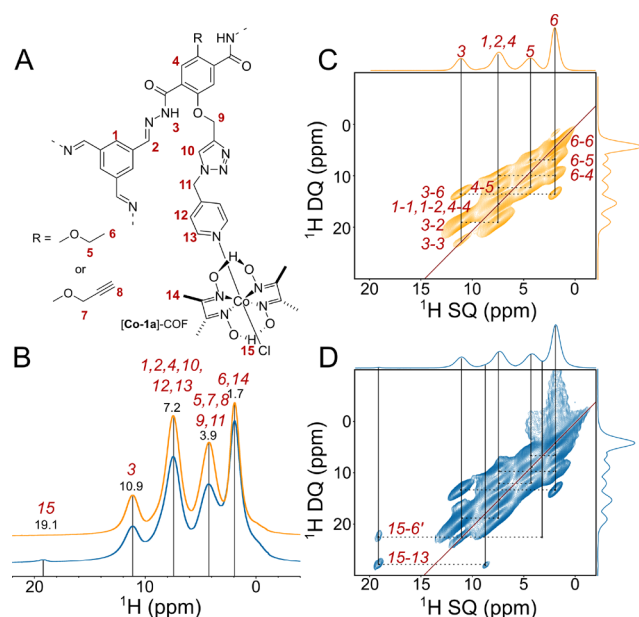 A
R
HN
O
4
O
O
9
NH
3
N
N
1
2
10
N
N
N
11
N
N
12
13
N
R =
O
6
5
or
O
8
7
H
O
O
N
N
14
Co
N
N
O
O
H
15
Cl
[Co-1a]-COF
B
1,2,4,10,
12,13
7.2
6,14
1.7
5,7,8
3.9
9,11
3
10.9
15
19.1
20
10
0
¹H (ppm)
C
6
3
1,2,4
5
0
10
20
¹H DQ (ppm)
6-6
6-5
6-4
3-6
4-5
1-1,1-2,4-4
3-2
3-3
20
15
10
5
0
¹H SQ (ppm)
D
0
10
20
¹H DQ (ppm)
15-6'
15-13
20
15
10
5
0
¹H SQ (ppm)